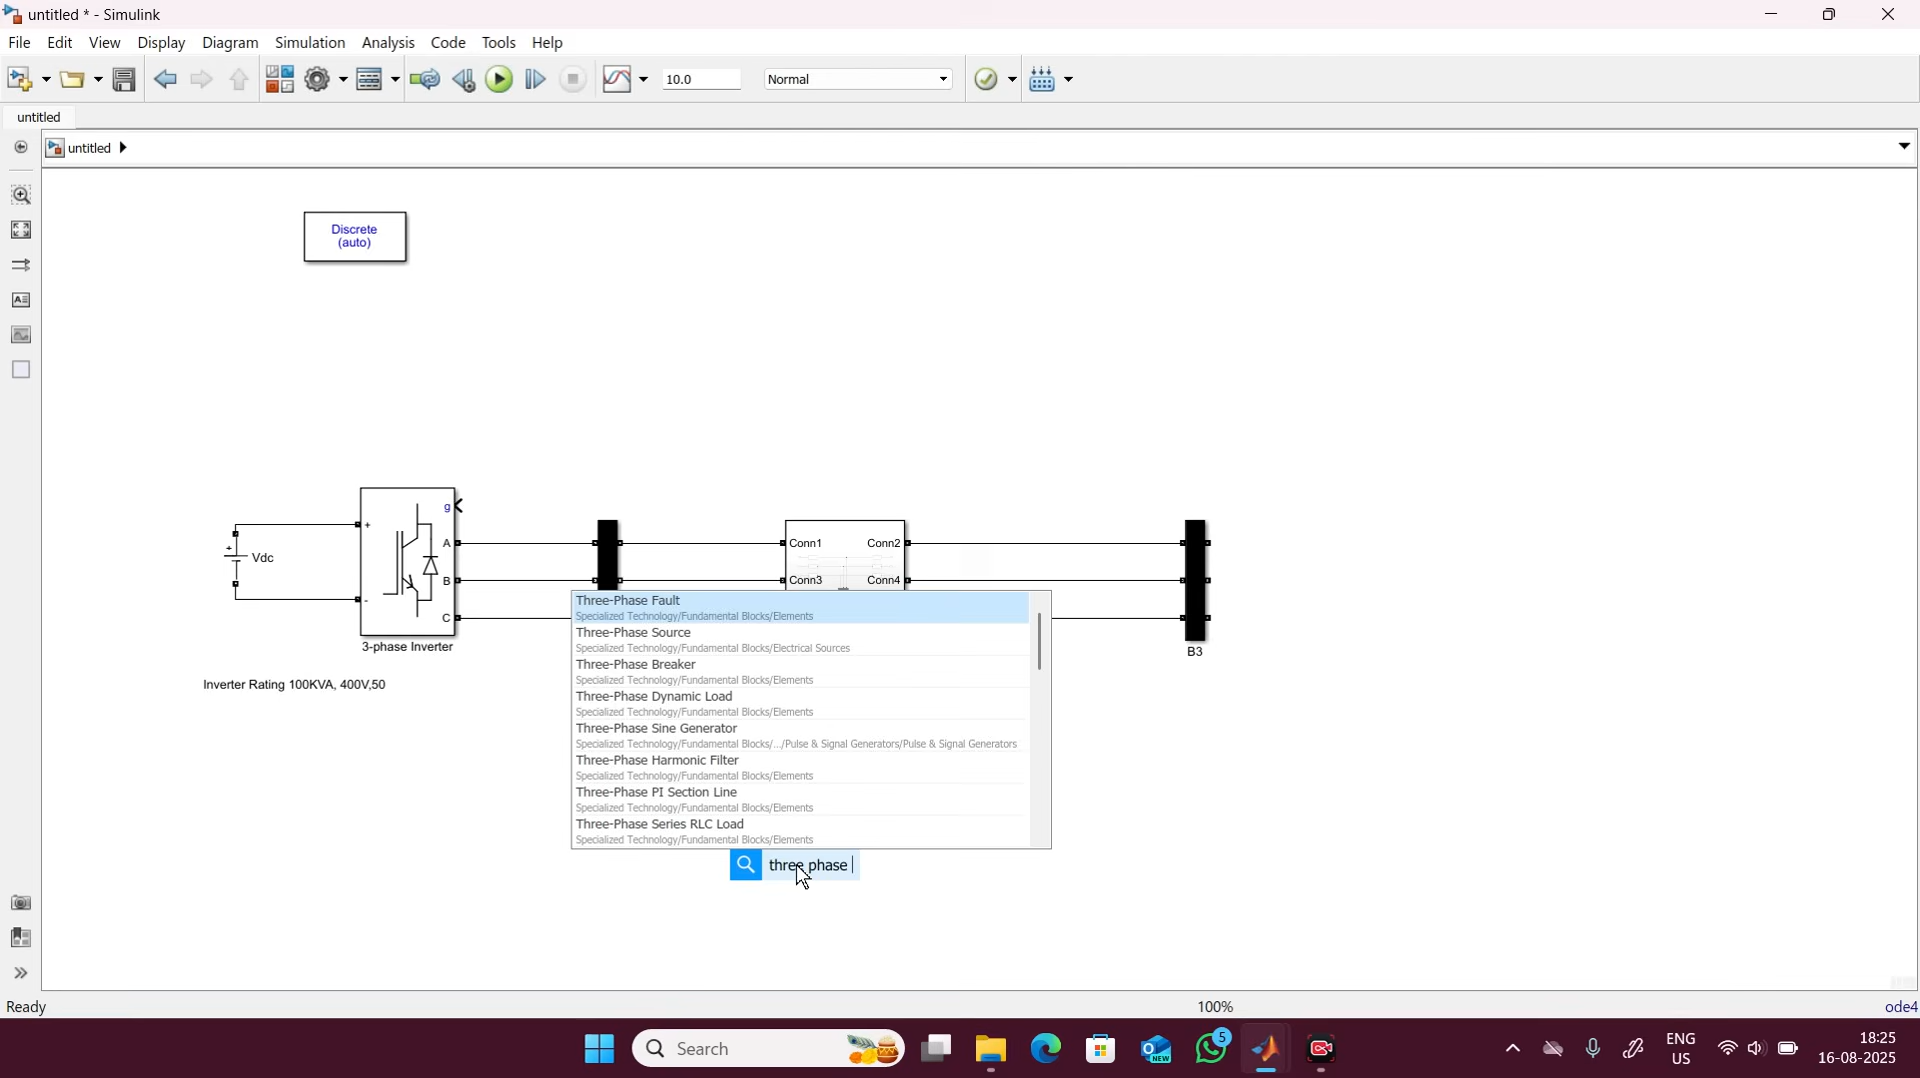 untitled * - Simulink
File Edit View Display Diagram Simulation Analysis Code Tools Help
10.0 Normal
untitled
untitled
Discrete
(auto)
g
+ A
Vdc
+
B
-
C
3-phase Inverter
Inverter Rating 100KVA, 400V,50
Conn1 Conn2
Conn3 Conn4
B3
Three-Phase Fault
Specialized Technology/Fundamental Blocks/Elements
Three-Phase Source
Specialized Technology/Fundamental Blocks/Electrical Sources
Three-Phase Breaker
Specialized Technology/Fundamental Blocks/Elements
Three-Phase Dynamic Load
Specialized Technology/Fundamental Blocks/Elements
Three-Phase Sine Generator
Specialized Technology/Fundamental Blocks/.../Pulse & Signal Generators/Pulse & Signal Generators
Three-Phase Harmonic Filter
Specialized Technology/Fundamental Blocks/Elements
Three-Phase PI Section Line
Specialized Technology/Fundamental Blocks/Elements
Three-Phase Series RLC Load
Specialized Technology/Fundamental Blocks/Elements
three phase
Ready 100% ode4
Search
NEW
5
ENG
US
18:25
16-08-2025